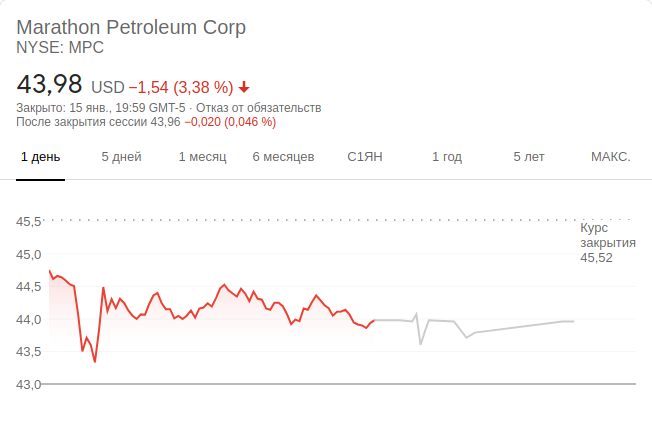 Marathon Petroleum Corp
NYSE: MPC
43,98 USD −1,54 (3,38 %)
Закрыто: 15 янв., 19:59 GMT-5 · Отказ от обязательств
После закрытия сессии 43,96 −0,020 (0,046 %)
1 день 5 дней 1 месяц 6 месяцев С1ЯН 1 год 5 лет МАКС.
45,5
Курс
закрытия
45,52
45,0
44,5
44,0
43,5
43,0